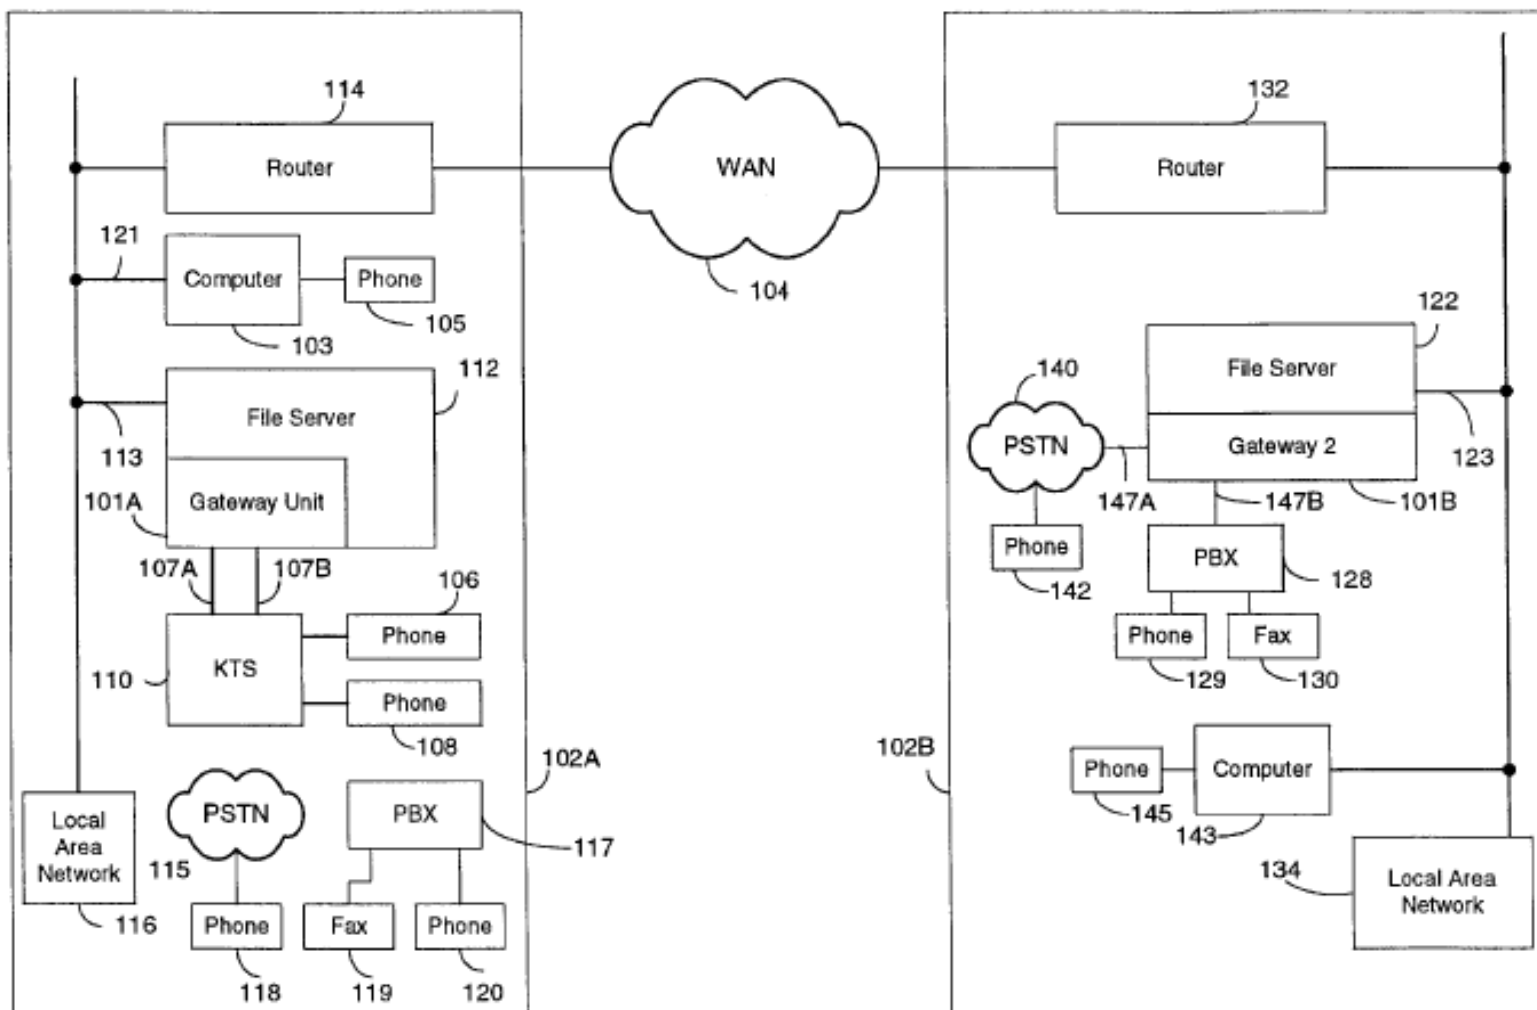 114
Router
WAN
104
132
Router
121
Computer
Phone
105
103
112
File Server
113
101A
Gateway Unit
107A
107B
106
Phone
KTS
110
Phone
108
102A
PSTN
115
PBX
117
Local
Area
Network
116
Phone
118
Fax
119
Phone
120
122
File Server
140
PSTN
Gateway 2
123
147A
147B
101B
Phone
142
PBX
128
Phone
129
Fax
130
102B
Phone
145
Computer
143
134
Local Area
Network